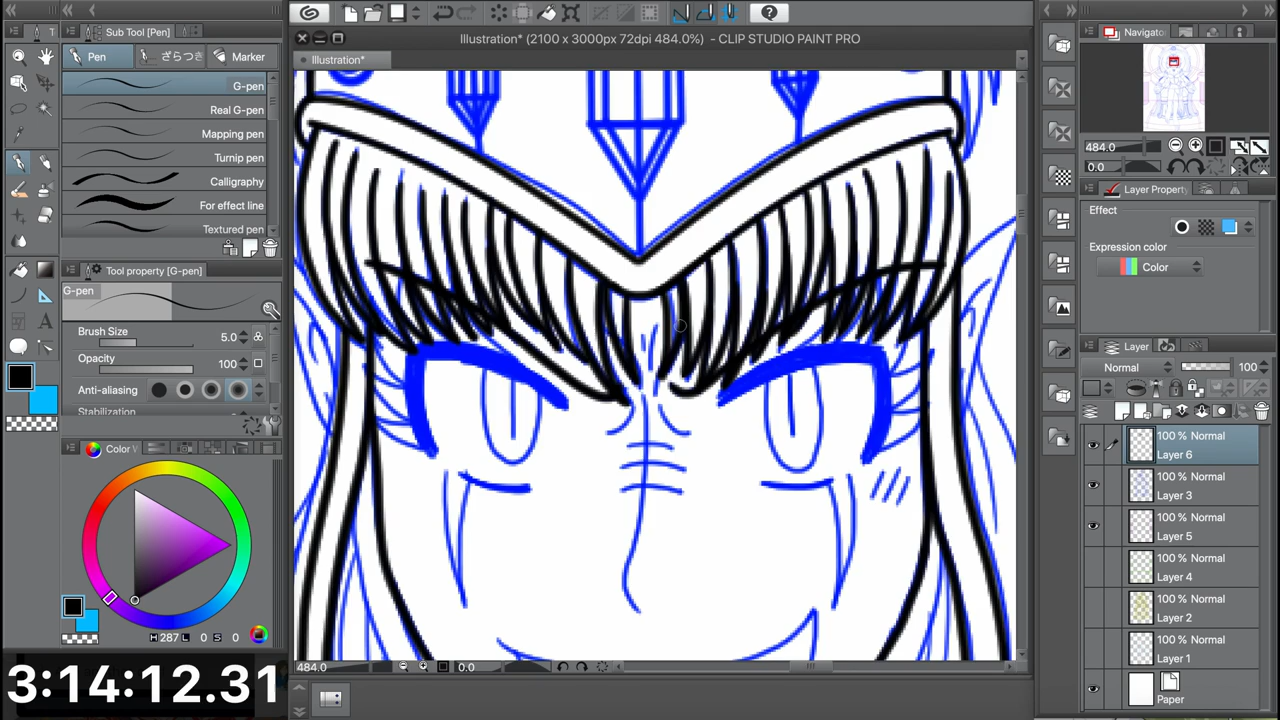 Illustration* (2100 x 3000px 72dpi 484.0%) - CLIP STUDIO PAINT PRO
Illustration*
Sub Tool [Pen]
Pen
ざらつき
Marker
G-pen
Real G-pen
Mapping pen
Turnip pen
Calligraphy
For effect line
Textured pen
Tool property [G-pen]
G-pen
Brush Size
5.0
Opacity
100
Anti-aliasing
Stabilization
Color
H 287 L 0 S 0
3:14:12.31
484.0
0.0
Navigator
484.0
0.0
Layer Property
Effect
Expression color
Color
Layer
Normal
100
100 % Normal
Layer 6
100 % Normal
Layer 3
100 % Normal
Layer 5
100 % Normal
Layer 4
100 % Normal
Layer 2
100 % Normal
Layer 1
Paper